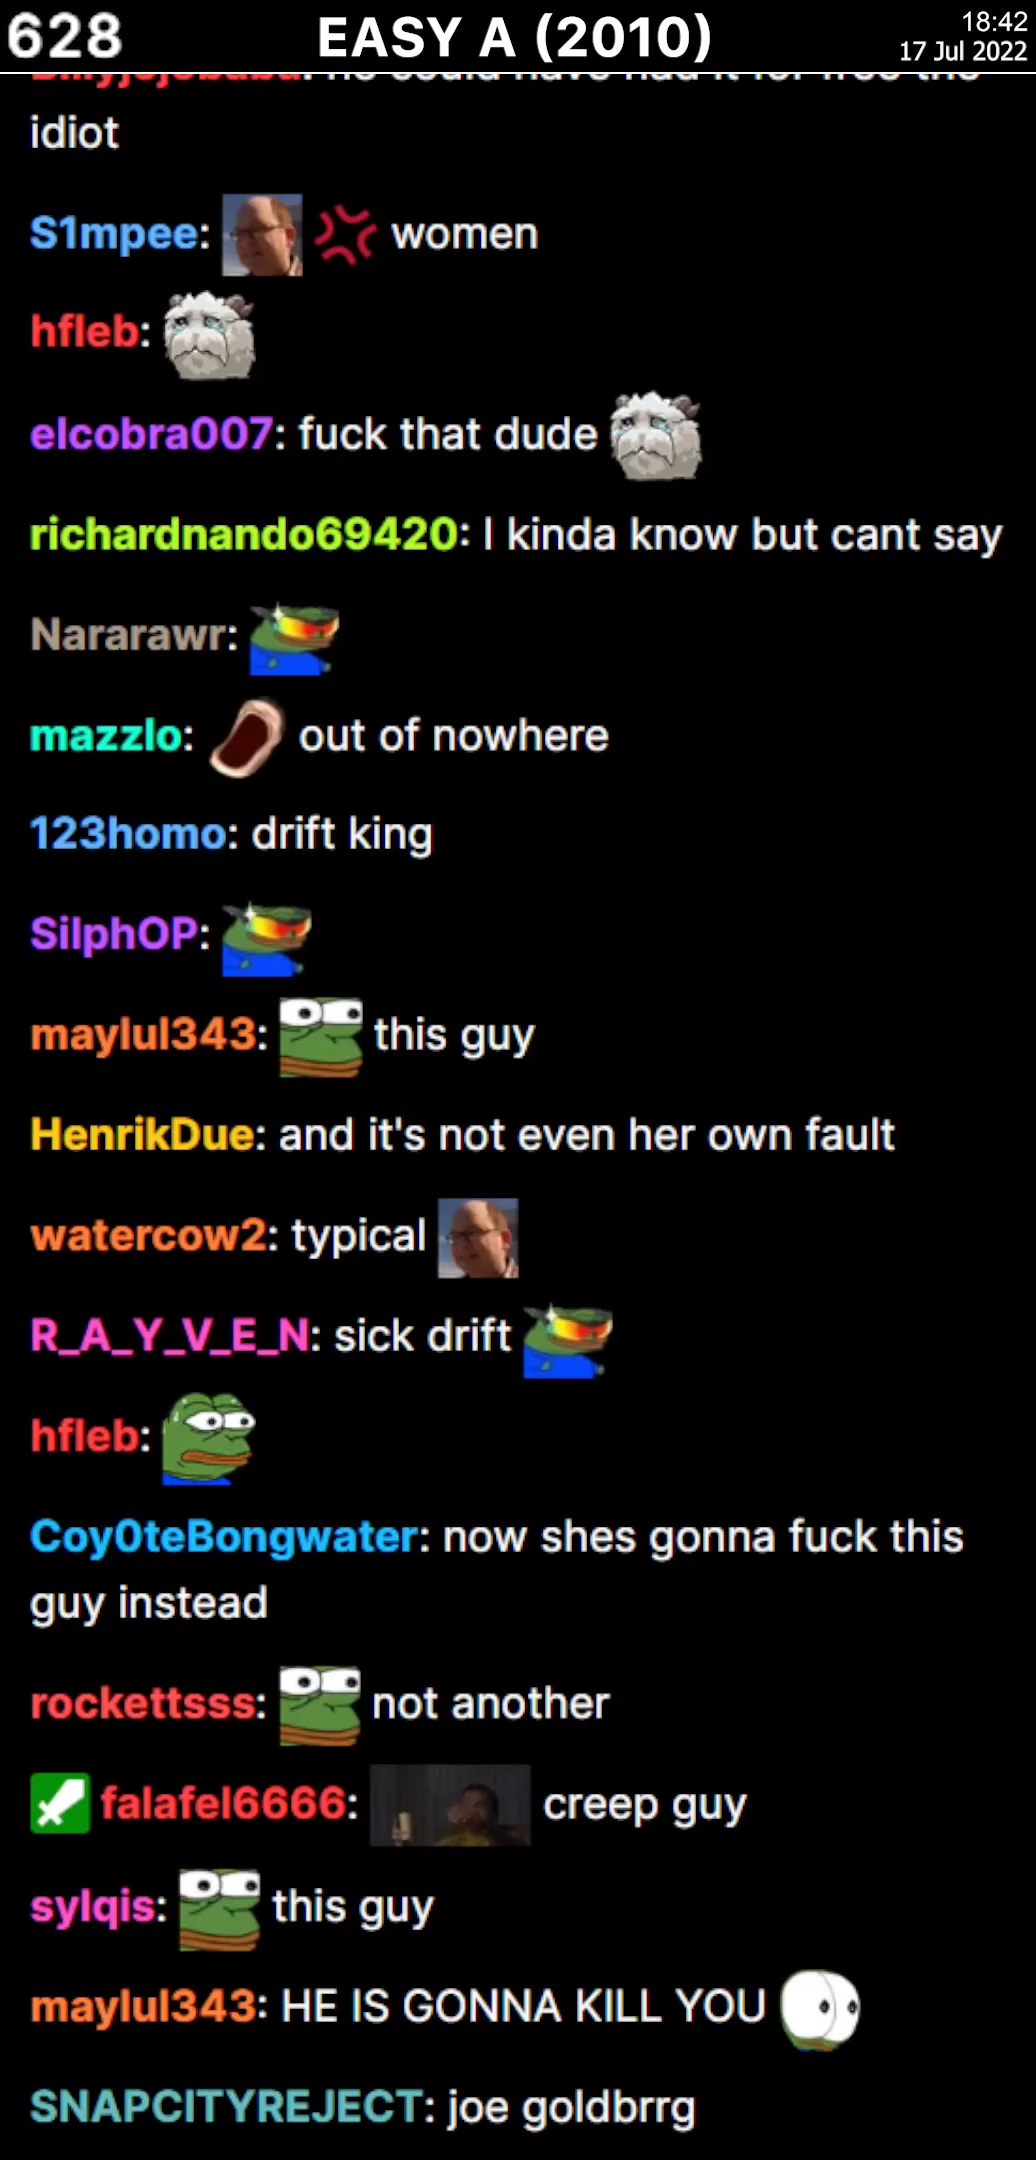 628
EASY A (2010)
18:42
17 Jul 2022
idiot
S1mpee: women
hfleb:
elcobra007: fuck that dude
richardnando69420: I kinda know but cant say
Nararawr:
mazzlo: out of nowhere
123homo: drift king
SilphOP:
maylul343: this guy
HenrikDue: and it's not even her own fault
watercow2: typical
R_A_Y_V_E_N: sick drift
hfleb:
Coy0teBongwater: now shes gonna fuck this
guy instead
rockettsss: not another
falafel6666: creep guy
sylqis: this guy
maylul343: HE IS GONNA KILL YOU
SNAPCITYREJECT: joe goldbrrg